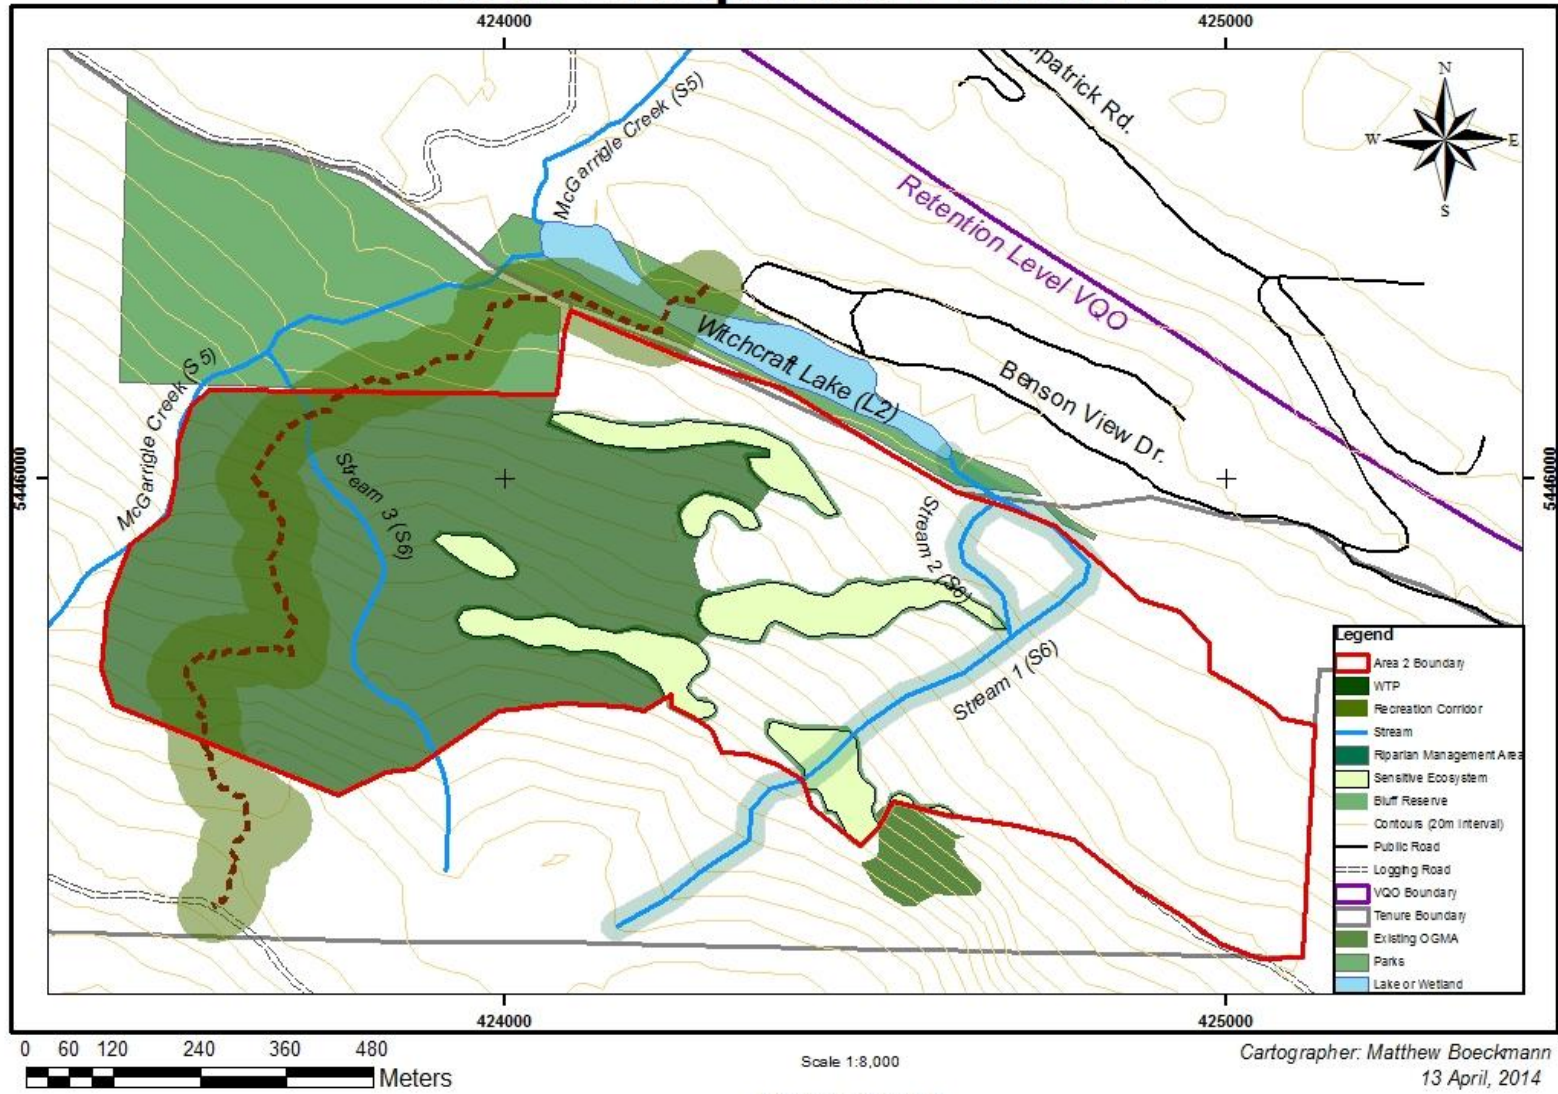 424000
425000
N
W
E
S
McGarrigle Creek (S5)
patrick Rd.
Retention Level VQO
Witchcraft Lake (L2)
Benson View Dr.
McGarrigle Creek (S5)
Stream 3 (S6)
Stream 2 (S6)
Stream 1 (S6)
5446000
5446000
Legend
Area 2 Boundary
WTP
Recreation Corridor
Stream
Riparian Management Area
Sensitive Ecosystem
Bluff Reserve
Contours (20m Interval)
Public Road
Logging Road
VQO Boundary
Tenure Boundary
Existing OGMA
Parks
Lake or Wetland
424000
425000
0 60 120 240 360 480
Meters
Scale 1:8,000
Cartographer: Matthew Boeckmann
13 April, 2014